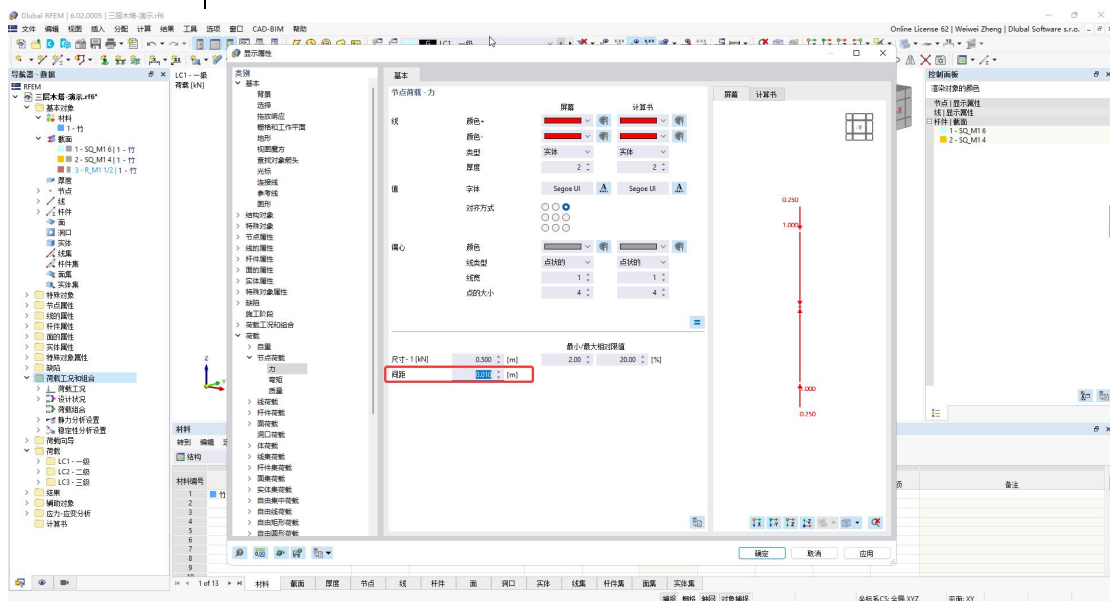 Dlubal RFEM | 6.02.0005 | 三层木塔-演示.rf6
文件 编辑 视图 插入 分配 计算 结果 工具 选项 窗口 CAD-BIM 帮助
Online License 62 | Weiwei Zheng | Dlubal Software s.r.o.
G LC1 一级
导航器 - 数据
RFEM
三层木塔-演示.rf6*
基本对象
材料
1 - 竹
截面
1 - SQ_M1 6 | 1 - 竹
2 - SQ_M1 4 | 1 - 竹
3 - R_M1 1/2 | 1 - 竹
厚度
节点
线
杆件
面
洞口
实体
线集
杆件集
面集
实体集
特殊对象
节点属性
线的属性
杆件属性
面的属性
实体属性
特殊对象属性
缺陷
荷载工况和组合
荷载工况
设计状况
荷载组合
静力分析设置
稳定性分析设置
荷载向导
荷载
LC1 - 一级
LC2 - 二级
LC3 - 三级
结果
辅助对象
应力-应变分析
计算书
LC1 - 一级
荷载 [kN]
Z
材料
转到 编辑
结构
材料编号
1
竹
2
3
4
5
6
7
8
9
10
显示属性
类别
基本
背景
选择
拖放响应
栅格和工作平面
地形
视图魔方
查找对象箭头
光标
连接线
参考线
图形
结构对象
特殊对象
节点属性
线的属性
杆件属性
面的属性
实体属性
特殊对象属性
缺陷
施工阶段
荷载工况和组合
荷载
自重
节点荷载
力
弯矩
质量
线荷载
杆件荷载
面荷载
洞口荷载
体荷载
线集荷载
杆件集荷载
面集荷载
实体集荷载
自由集中荷载
自由线荷载
自由矩形荷载
自由圆形荷载
基本
节点荷载 - 力
屏幕 计算书
线 颜色+
颜色-
类型 实体 实体
厚度 2 2
值 字体 Segoe UI A Segoe UI A
对齐方式
偏心 颜色
线类型 点状的 点状的
线宽 1 1
点的大小 4 4
最小/最大相对限值
尺寸 - 1 [kN] 0.500 [m] 2.00 20.00 [%]
间距 0.010 [m]
屏幕 计算书
-Y
0.250
1.000
0.250
确定 取消 应用
控制面板
渲染对象的颜色
节点 | 显示属性
线 | 显示属性
杆件 | 截面
1 - SQ_M1 6
2 - SQ_M1 4
备注
1 of 13 材料 截面 厚度 节点 线 杆件 面 洞口 实体 线集 杆件集 面集 实体集
捕捉 栅格 轴网 对象捕捉
坐标系CS: 全局 XYZ 平面: XY